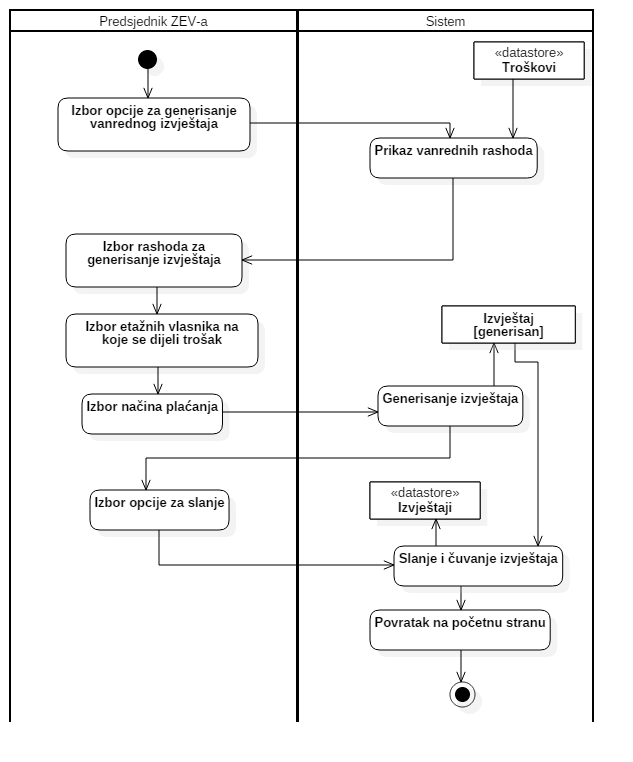 Predsjednik ZEV-a
Sistem
«datastore»
Troškovi
Izbor opcije za generisanje
vanrednog izvještaja
Prikaz vanrednih rashoda
Izbor rashoda za
generisanje izvještaja
Izbor etažnih vlasnika na
koje se dijeli trošak
Izvještaj
[generisan]
Izbor načina plaćanja
Generisanje izvještaja
Izbor opcije za slanje
«datastore»
Izvještaji
Slanje i čuvanje izvještaja
Povratak na početnu stranu